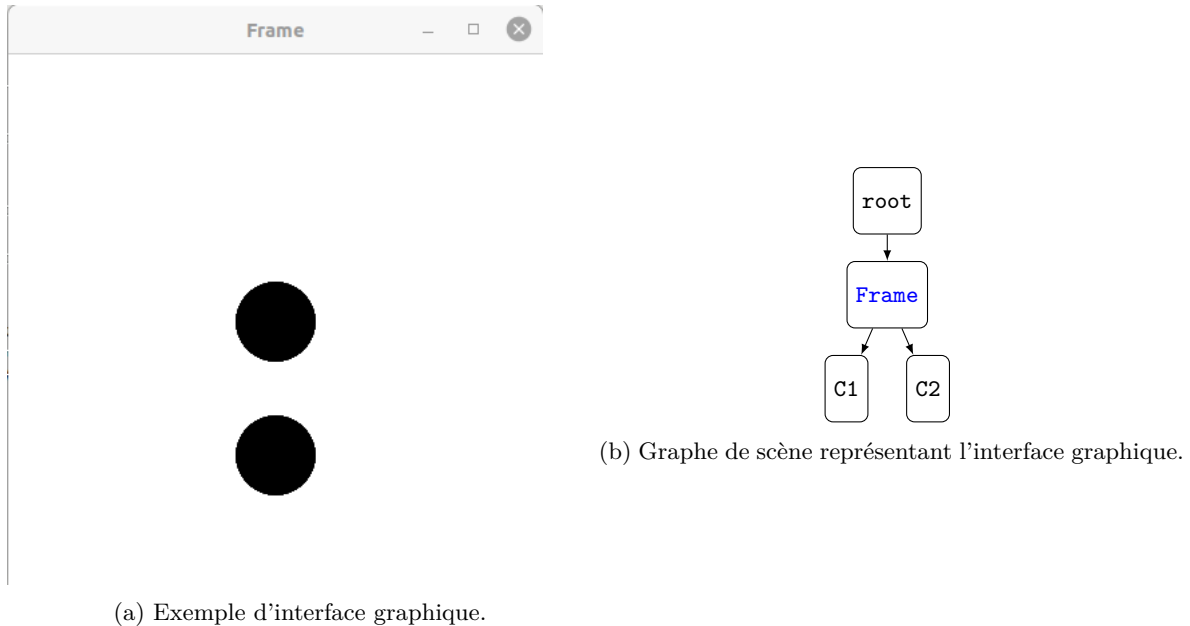 Frame
(a) Exemple d'interface graphique.
root
Frame
C1
C2
(b) Graphe de scène représentant l'interface graphique.